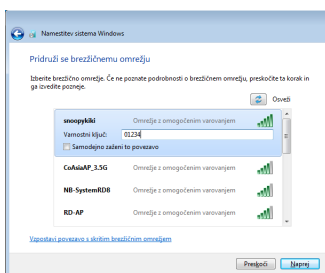 Namestitev sistema Windows
Pridruži se brezžičnemu omrežju
Izberite brezžično omrežje. Če ne poznate podrobnosti o brezžičnem omrežju, preskočite ta korak in
ga izvedite pozneje.
Osveži
snoopykiki Omrežje z omogočenim varovanjem
Varnostni ključ: 01234
Samodejno zaženi to povezavo
CoAsiaAP_3.5G Omrežje z omogočenim varovanjem
NB-SystemRDB Omrežje z omogočenim varovanjem
RD-AP Omrežje z omogočenim varovanjem
Vzpostavi povezavo s skritim brezžičnim omrežjem
Preskoči Naprej